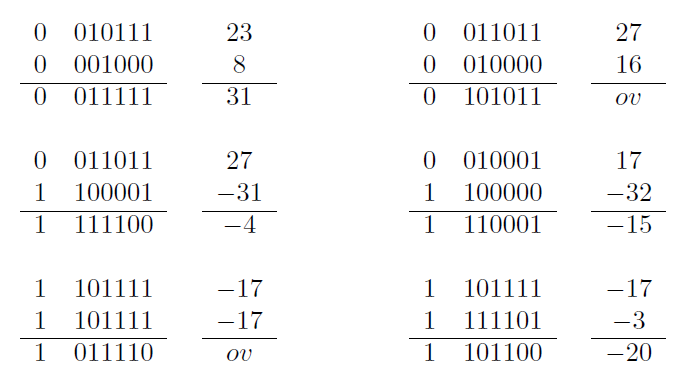 0 010111 23 0 011011 27
0 001000 8 0 010000 16
0 011111 31 0 101011 ov
0 011011 27 0 010001 17
1 100001 −31 1 100000 −32
1 111100 −4 1 110001 −15
1 101111 −17 1 101111 −17
1 101111 −17 1 111101 −3
1 011110 ov 1 101100 −20